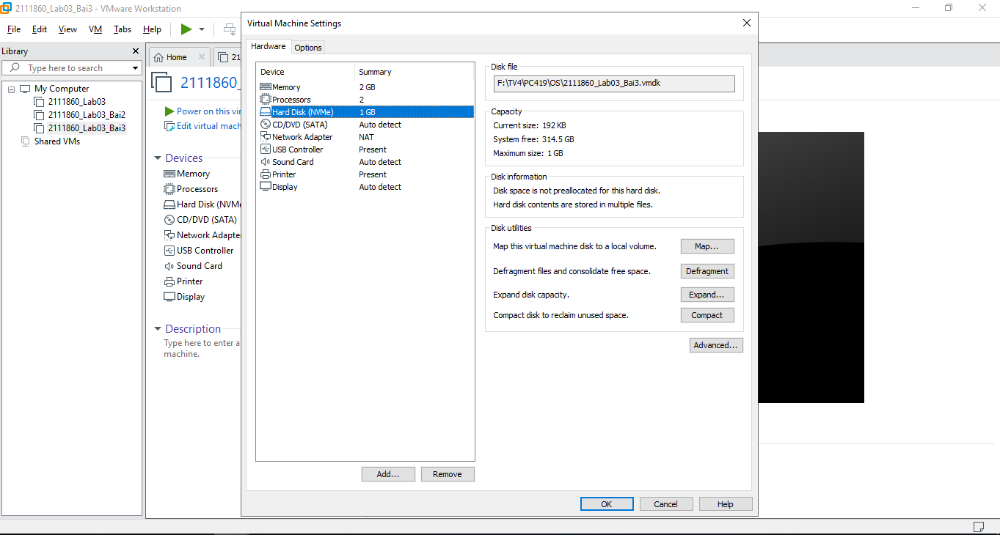 2111860_Lab03_Bai3 - VMware Workstation
File Edit View VM Tabs Help
Library
Type here to search
My Computer
2111860_Lab03
2111860_Lab03_Bai2
2111860_Lab03_Bai3
Shared VMs
Home
21
2111860_
Power on this vir
Edit virtual mach
Devices
Memory
Processors
Hard Disk (NVMe
CD/DVD (SATA)
Network Adapte
USB Controller
Sound Card
Printer
Display
Description
Type here to enter a
machine.
Virtual Machine Settings
Hardware Options
Device Summary
Memory 2 GB
Processors 2
Hard Disk (NVMe) 1 GB
CD/DVD (SATA) Auto detect
Network Adapter NAT
USB Controller Present
Sound Card Auto detect
Printer Present
Display Auto detect
Add... Remove
Disk file
F:\TV4\PC419\OS\2111860_Lab03_Bai3.vmdk
Capacity
Current size: 192 KB
System free: 314.5 GB
Maximum size: 1 GB
Disk information
Disk space is not preallocated for this hard disk.
Hard disk contents are stored in multiple files.
Disk utilities
Map this virtual machine disk to a local volume. Map...
Defragment files and consolidate free space. Defragment
Expand disk capacity. Expand...
Compact disk to reclaim unused space. Compact
Advanced...
OK Cancel Help